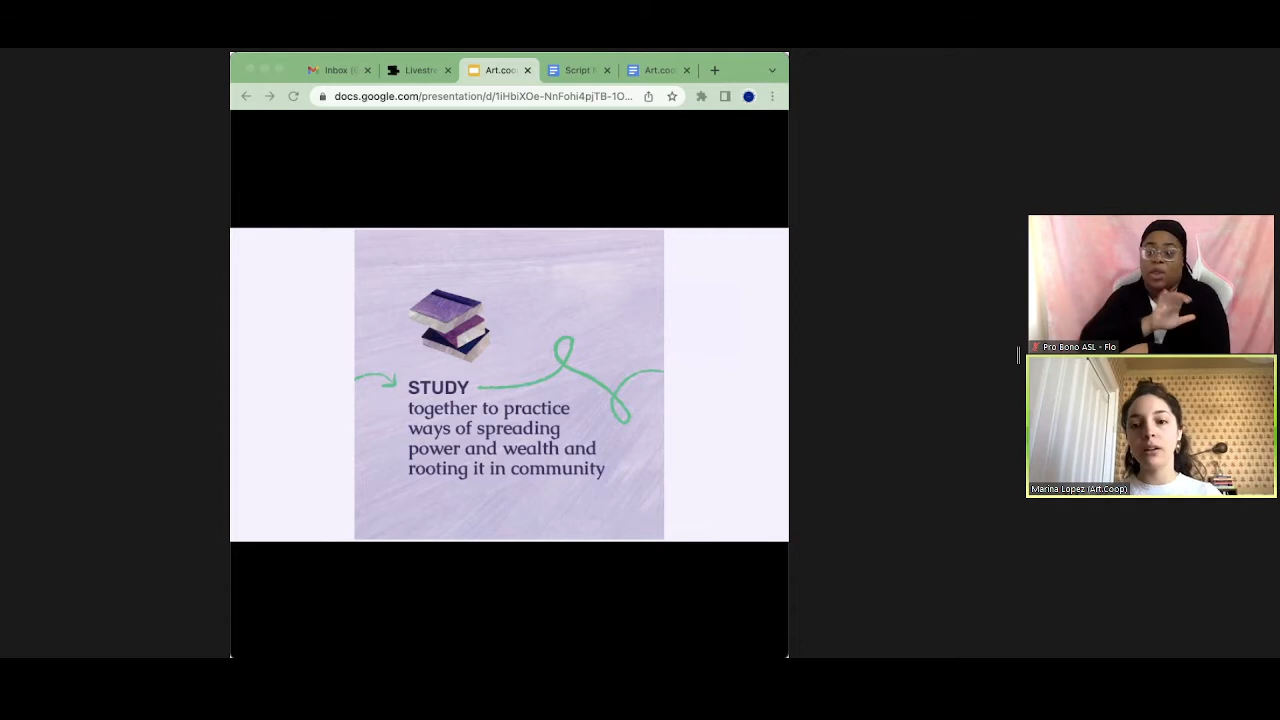 Inbox (
Livestre
Art.coo
Script
Art.coo
docs.google.com/presentation/d/1iHbiXOe-NnFohi4pjTB-1O...
STUDY
together to practice
ways of spreading
power and wealth and
rooting it in community
Pro Bono ASL - Flo
Marina Lopez (Art.Coop)